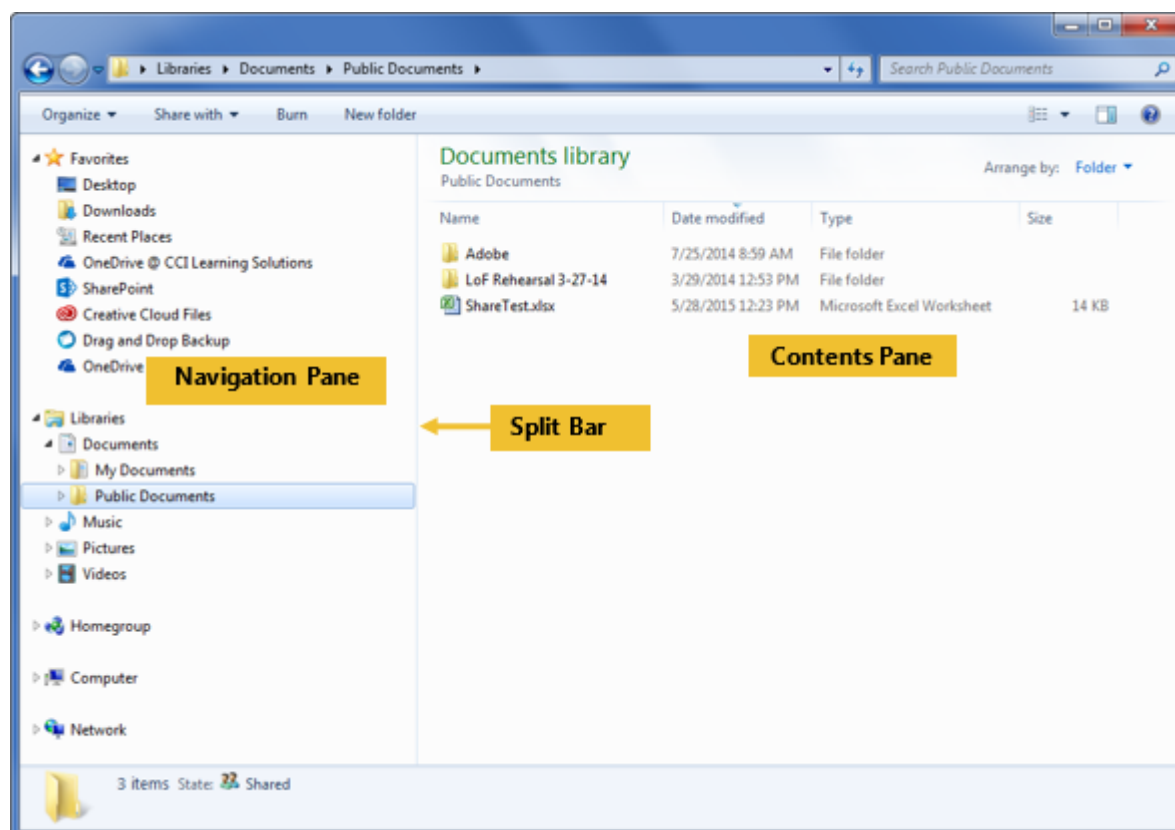 Libraries Documents Public Documents
Search Public Documents
Organize Share with Burn New folder
Favorites
Desktop
Downloads
Recent Places
OneDrive @ CCI Learning Solutions
SharePoint
Creative Cloud Files
Drag and Drop Backup
OneDrive
Navigation Pane
Libraries
Documents
My Documents
Public Documents
Music
Pictures
Videos
Homegroup
Computer
Network
Documents library
Public Documents
Arrange by: Folder
Name Date modified Type Size
Adobe 7/25/2014 8:59 AM File folder
LoF Rehearsal 3-27-14 3/29/2014 12:53 PM File folder
ShareTest.xlsx 5/28/2015 12:23 PM Microsoft Excel Worksheet 14 KB
Contents Pane
Split Bar
3 items State: Shared